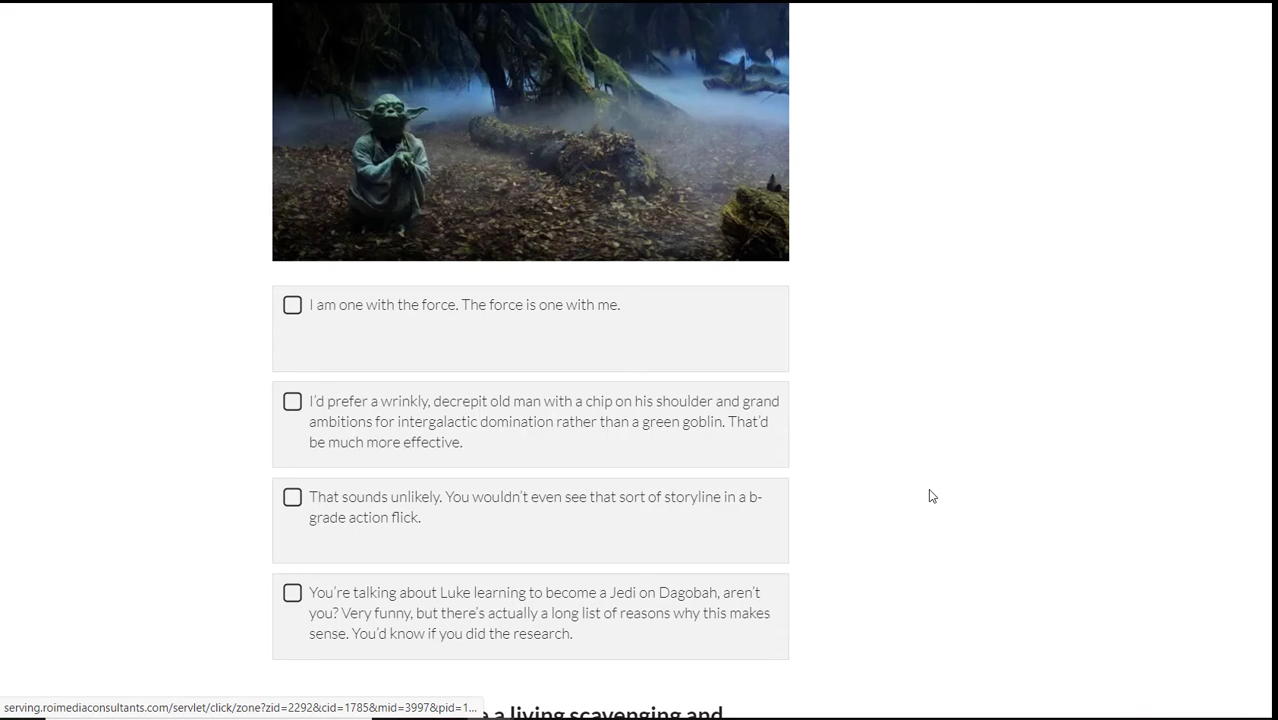 I am one with the force. The force is one with me.
I'd prefer a wrinkly, decrepit old man with a chip on his shoulder and grand
ambitions for intergalactic domination rather than a green goblin. That'd
be much more effective.
That sounds unlikely. You wouldn't even see that sort of storyline in a b-
grade action flick.
You're talking about Luke learning to become a Jedi on Dagobah, aren't
you? Very funny, but there's actually a long list of reasons why this makes
sense. You'd know if you did the research.
serving.roimediaconsultants.com/servlet/click/zone?zid=2292&cid=1785&mid=3997&pid=1...
a living scavenging and